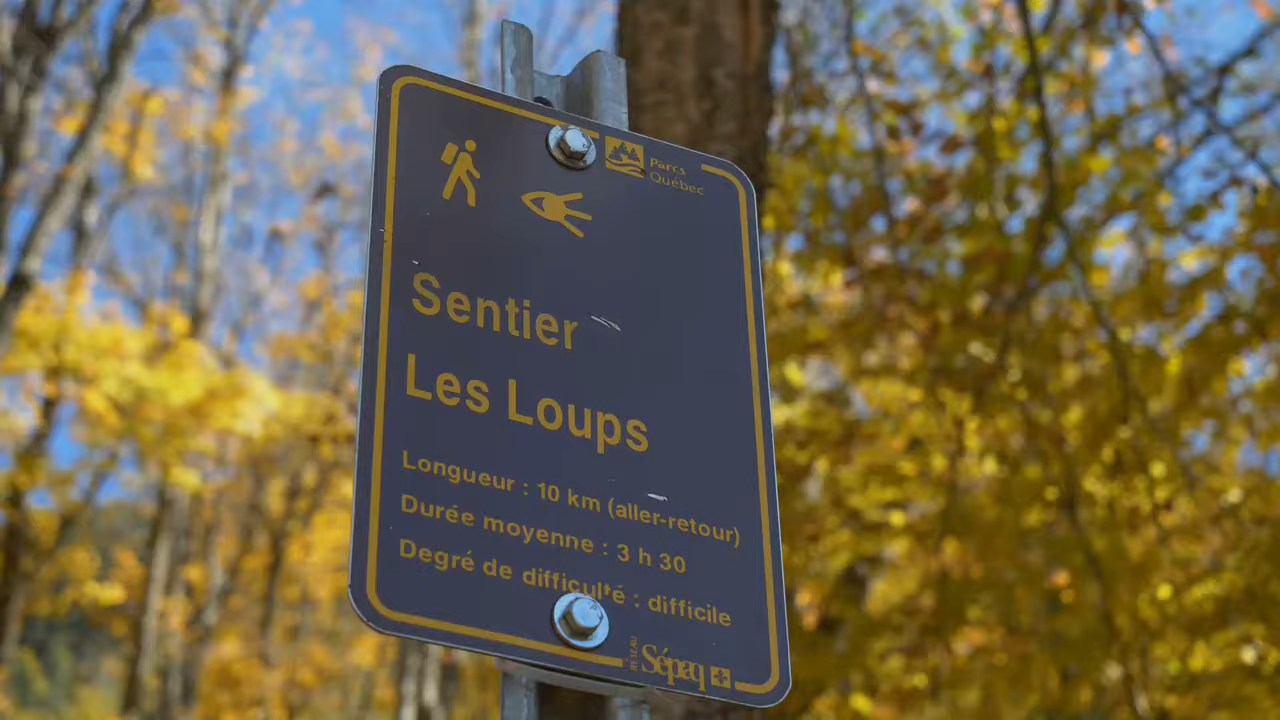 Parcs
Québec
Sentier
Les Loups
Longueur : 10 km (aller-retour)
Durée moyenne : 3 h 30
Degré de difficulté : difficile
RÉSEAU
Sépaq